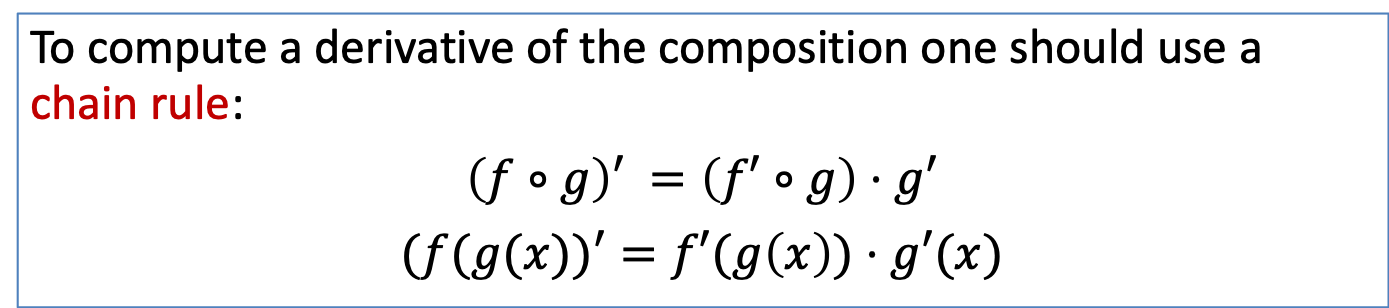 To compute a derivative of the composition one should use a
chain rule:
(𝑓 ∘ 𝑔)′ = (𝑓′ ∘ 𝑔) ⋅ 𝑔′
(𝑓(𝑔(𝑥))′ = 𝑓′(𝑔(𝑥)) ⋅ 𝑔′(𝑥)